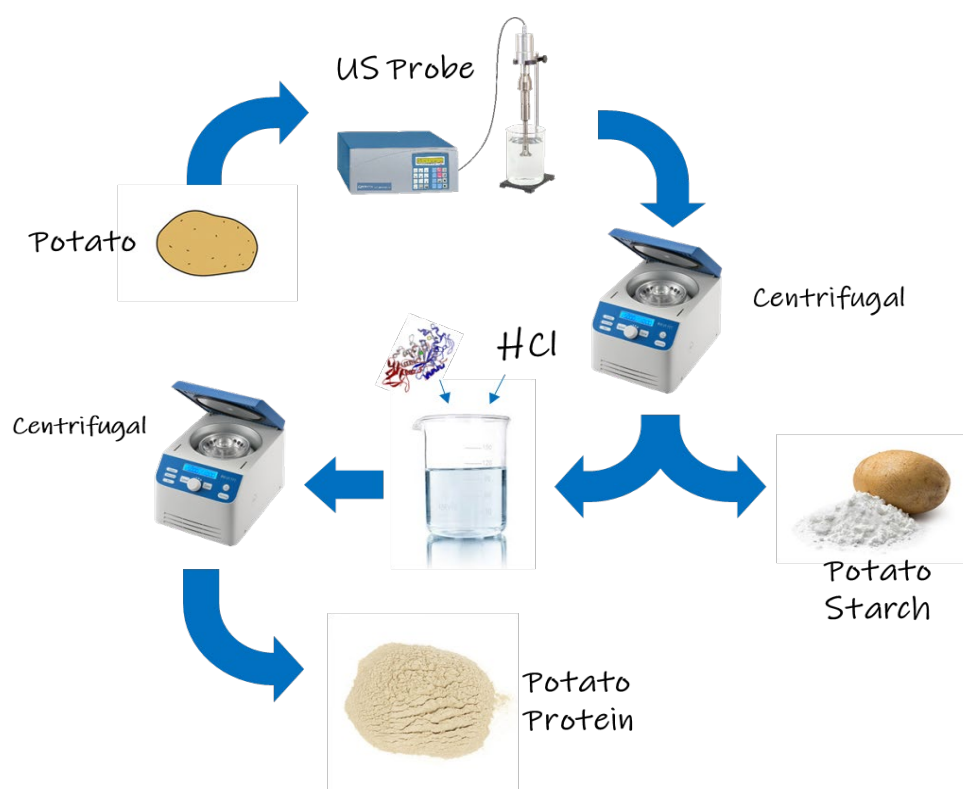 US Probe
Potato
Centrifugal
HCl
Centrifugal
Potato
Starch
Potato
Protein